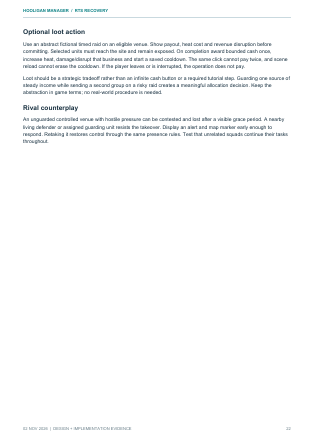 HOOLIGAN MANAGER / RTS RECOVERY
Optional loot action
Use an abstract fictional timed raid on an eligible venue. Show payout, heat cost and revenue disruption before
committing. Selected units must reach the site and remain exposed. On completion award bounded cash once,
increase heat, damage/disrupt that business and start a saved cooldown. The same click cannot pay twice, and scene
reload cannot erase the cooldown. If the player leaves or is interrupted, the operation does not pay.
Loot should be a strategic tradeoff rather than an infinite cash button or a required tutorial step. Guarding one source of
steady income while sending a second group on a risky raid creates a meaningful allocation decision. Keep the
abstraction in game terms; no real-world procedure is needed.
Rival counterplay
An unguarded controlled venue with hostile pressure can be contested and lost after a visible grace period. A nearby
living defender or assigned guarding unit resists the takeover. Display an alert and map marker early enough to
respond. Retaking it restores control through the same presence rules. Test that unrelated squads continue their tasks
throughout.
02 NOV 2025 | DESIGN + IMPLEMENTATION EVIDENCE